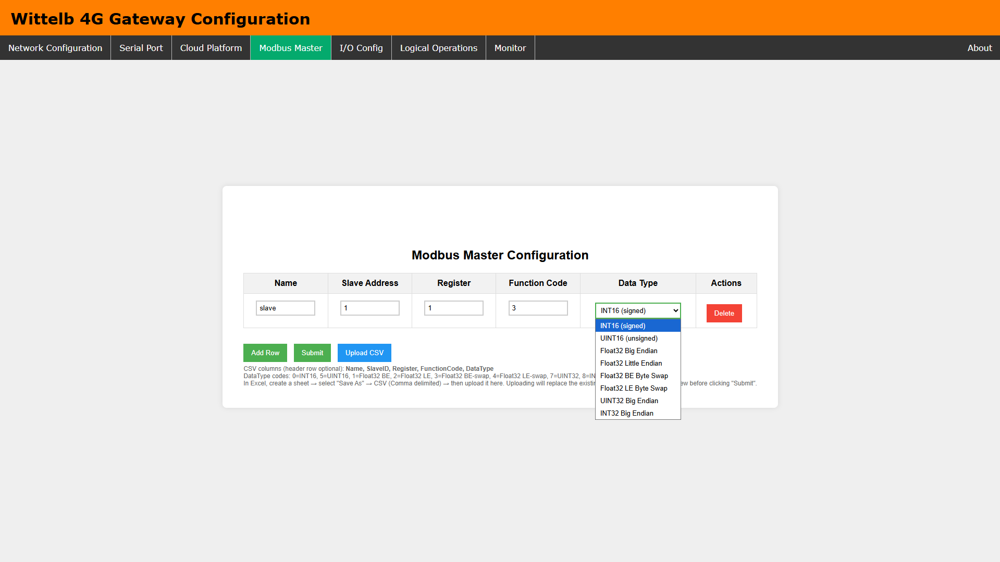 Wittelb 4G Gateway Configuration
Network Configuration Serial Port Cloud Platform Modbus Master I/O Config Logical Operations Monitor About
Modbus Master Configuration
Name Slave Address Register Function Code Data Type Actions
slave 1 1 3 INT16 (signed) Delete
INT16 (signed)
UINT16 (unsigned)
Float32 Big Endian
Float32 Little Endian
Float32 BE Byte Swap
Float32 LE Byte Swap
UINT32 Big Endian
INT32 Big Endian
Add Row Submit Upload CSV
CSV columns (header row optional): Name, SlaveID, Register, FunctionCode, DataType
DataType codes: 0=INT16, 5=UINT16, 1=Float32 BE, 2=Float32 LE, 3=Float32 BE-swap, 4=Float32 LE-swap, 7=UINT32, 8=IN
In Excel, create a sheet → select "Save As" → CSV (Comma delimited) → then upload it here. Uploading will replace the existin ew before clicking "Submit".